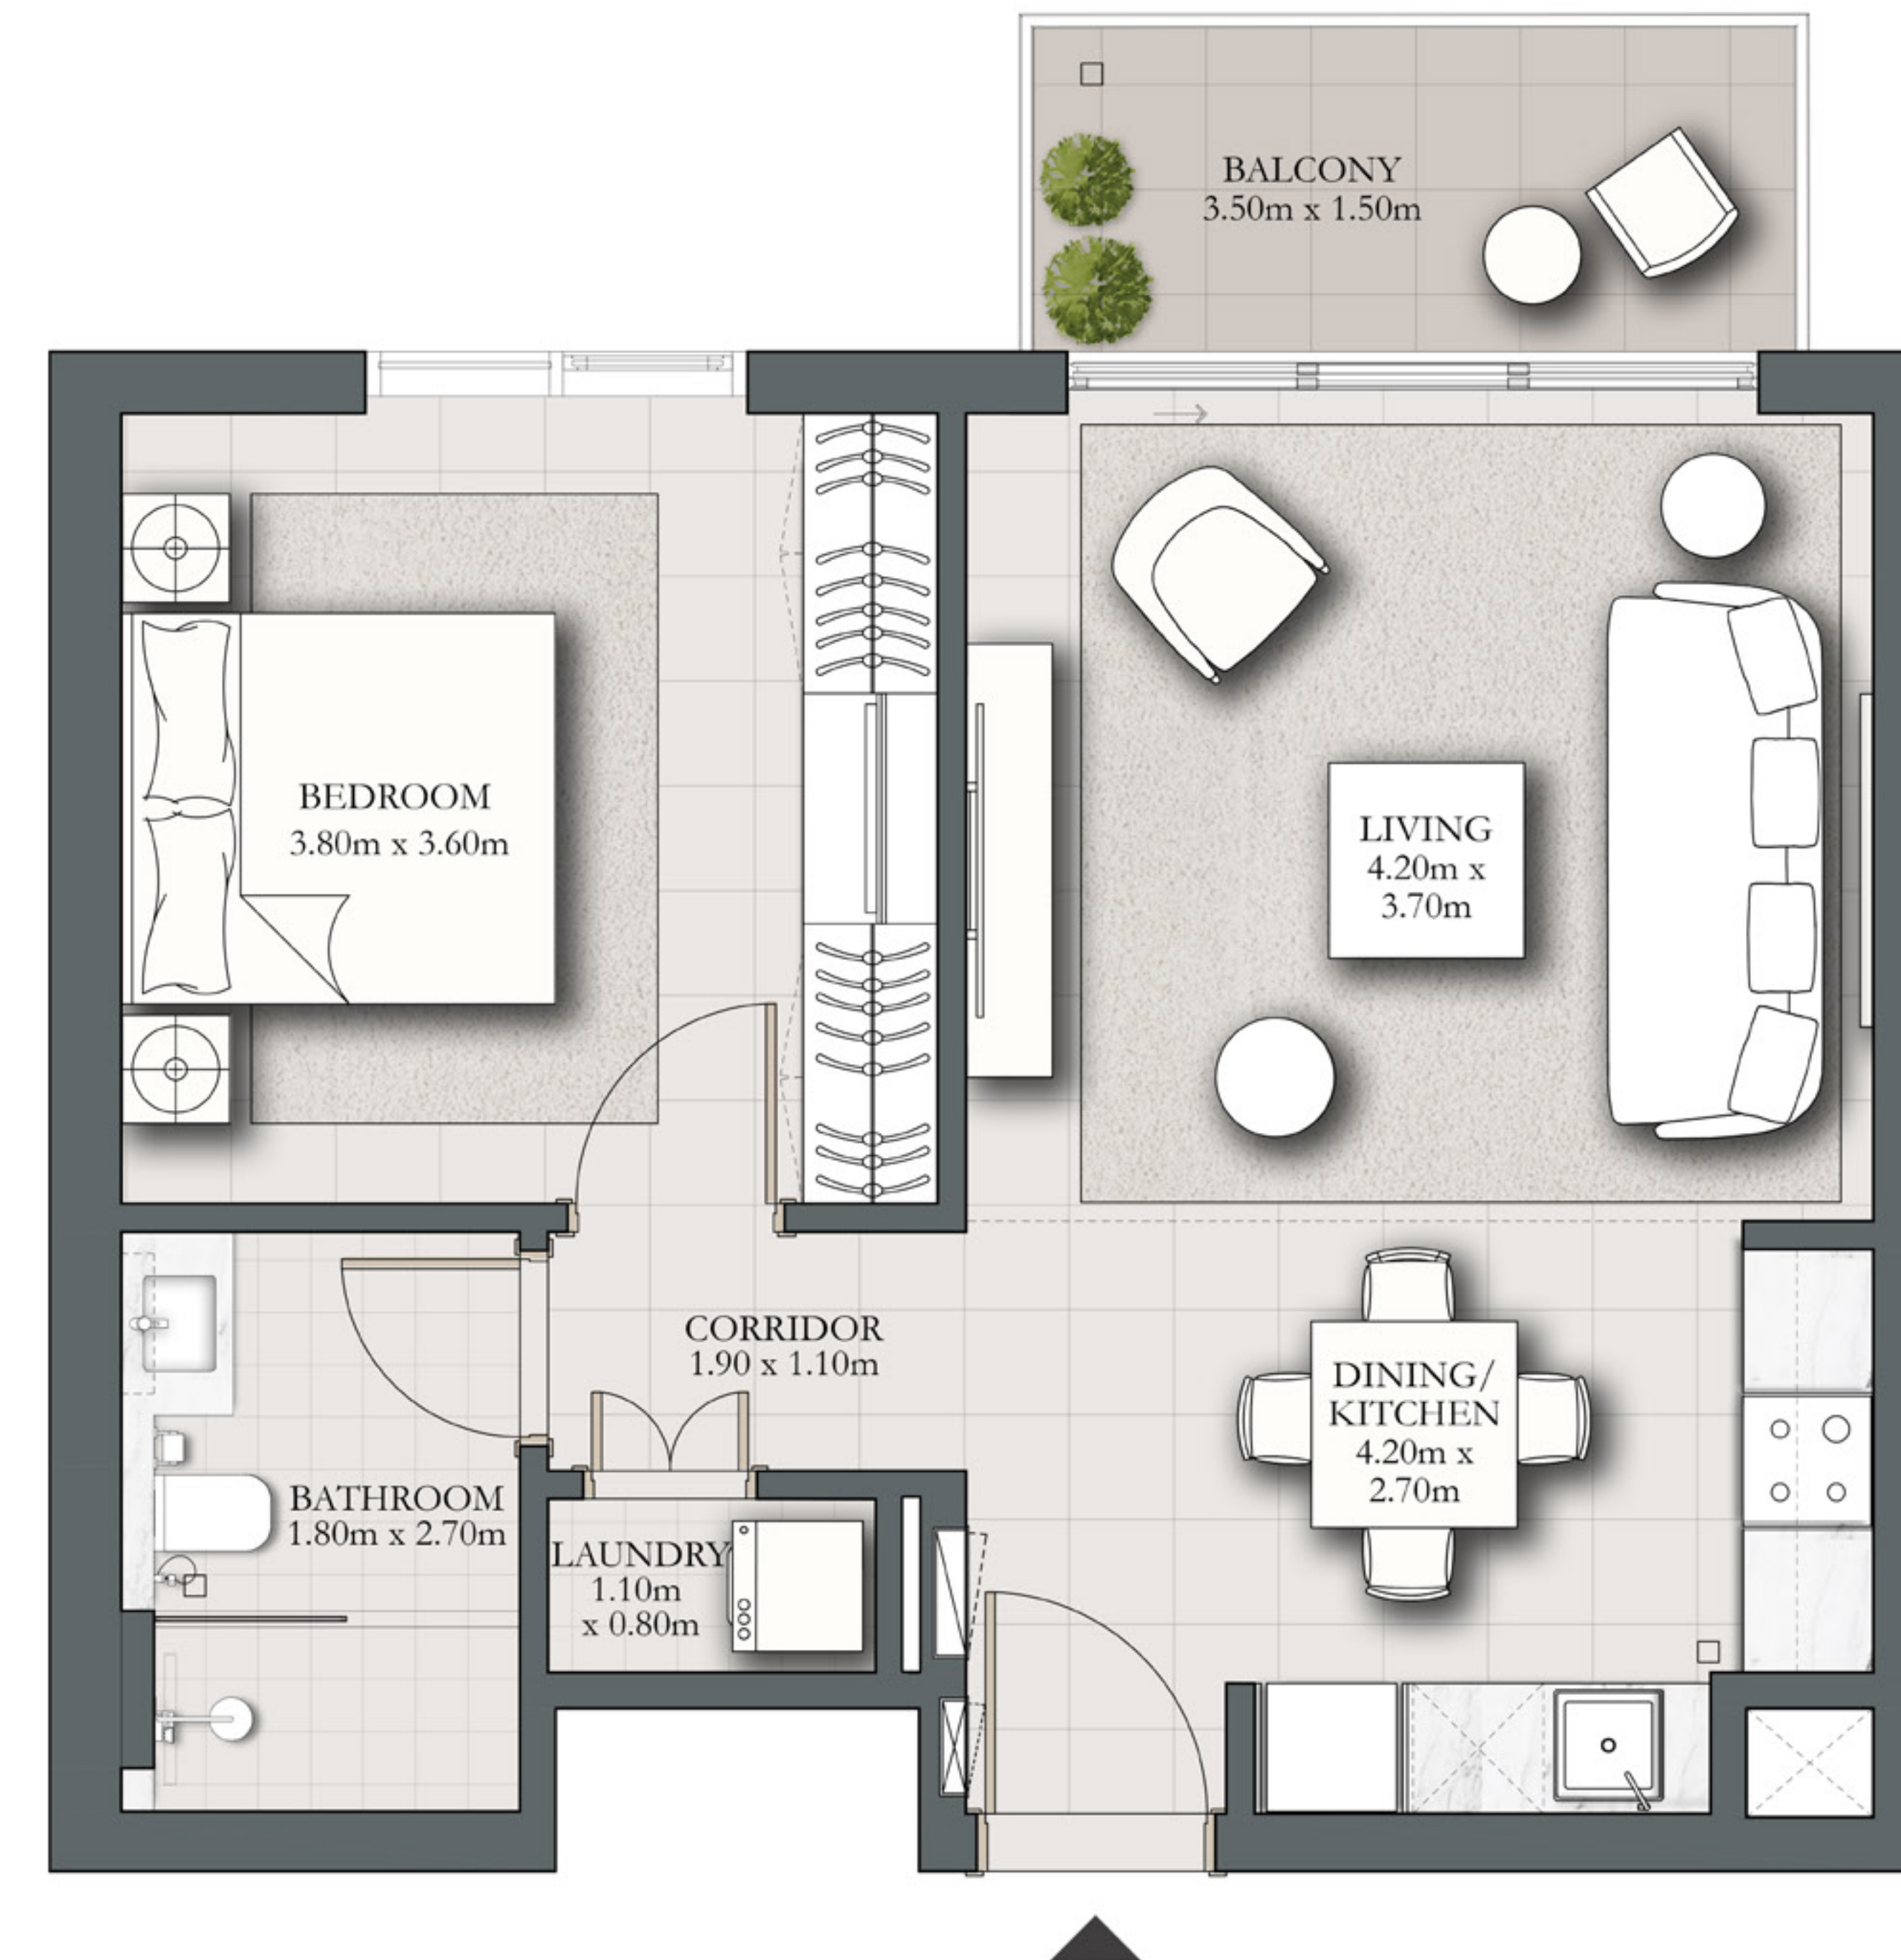 BALCONY
3.50m x 1.50m
BEDROOM
3.80m x 3.60m
LIVING
4.20m x
3.70m
CORRIDOR
1.90 x 1.10m
DINING/
KITCHEN
4.20m x
2.70m
BATHROOM
1.80m x 2.70m
LAUNDRY
1.10m
x 0.80m